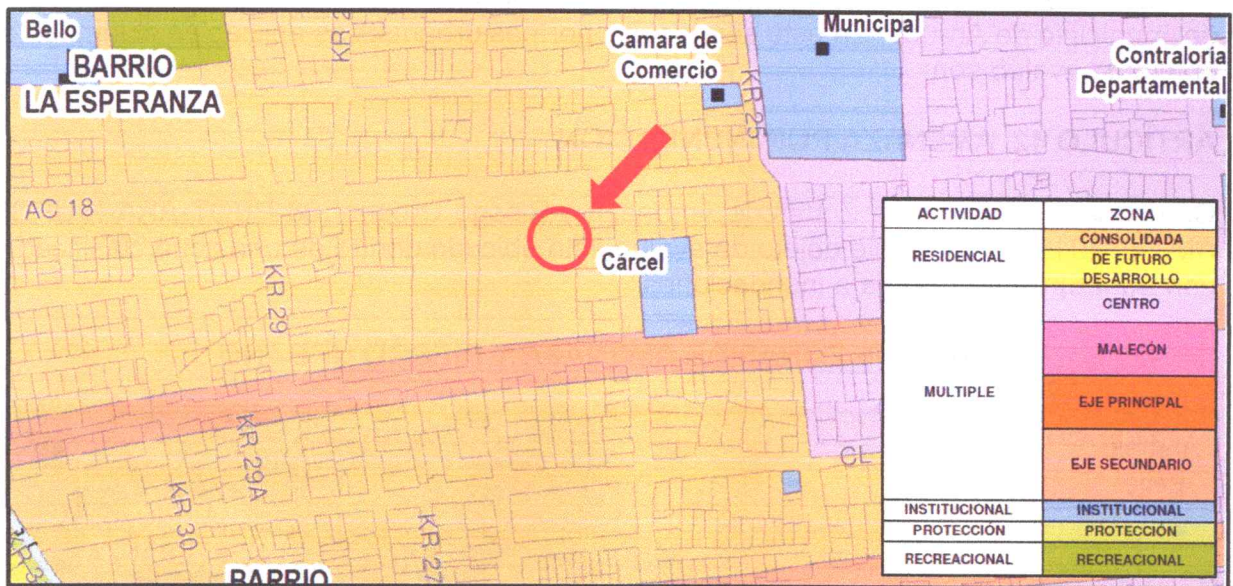 Bello
BARRIO
LA ESPERANZA
Camara de
Comercio
Municipal
Contraloria
Departamental
KR 25
AC 18
Cárcel
KR 29
KR 29A
KR 30
KR 27
CL
BARRIO
ACTIVIDAD ZONA
RESIDENCIAL CONSOLIDADA
DE FUTURO
DESARROLLO
MULTIPLE CENTRO
MALECÓN
EJE PRINCIPAL
EJE SECUNDARIO
INSTITUCIONAL INSTITUCIONAL
PROTECCIÓN PROTECCIÓN
RECREACIONAL RECREACIONAL